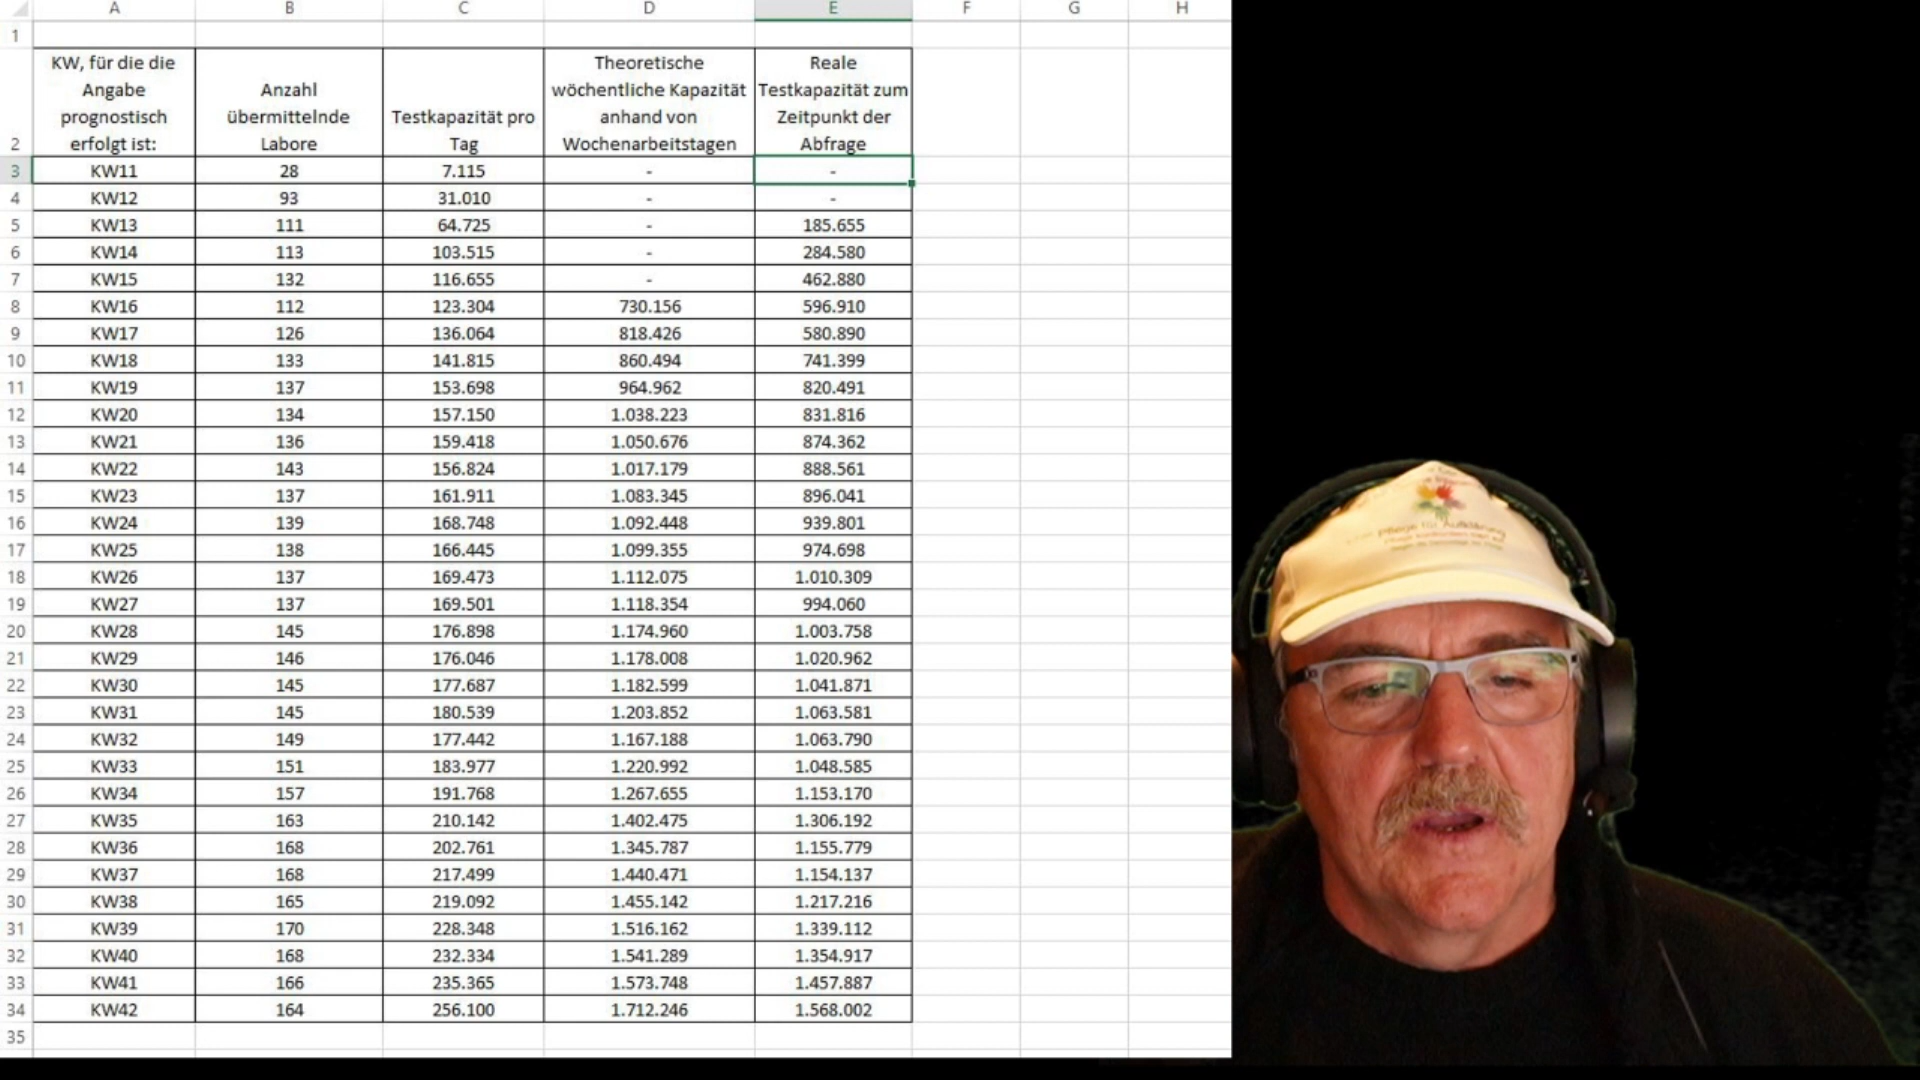 A B C D E F G H
1
KW, für die die Angabe prognostisch erfolgt ist: Anzahl übermittelnde Labore Testkapazität pro Tag Theoretische wöchentliche Kapazität anhand von Wochenarbeitstagen Reale Testkapazität zum Zeitpunkt der Abfrage
2
3 KW11 28 7.115 - -
4 KW12 93 31.010 - -
5 KW13 111 64.725 - 185.655
6 KW14 113 103.515 - 284.580
7 KW15 132 116.655 - 462.880
8 KW16 112 123.304 730.156 596.910
9 KW17 126 136.064 818.426 580.890
10 KW18 133 141.815 860.494 741.399
11 KW19 137 153.698 964.962 820.491
12 KW20 134 157.150 1.038.223 831.816
13 KW21 136 159.418 1.050.676 874.362
14 KW22 143 156.824 1.017.179 888.561
15 KW23 137 161.911 1.083.345 896.041
16 KW24 139 168.748 1.092.448 939.801
17 KW25 138 166.445 1.099.355 974.698
18 KW26 137 169.473 1.112.075 1.010.309
19 KW27 137 169.501 1.118.354 994.060
20 KW28 145 176.898 1.174.960 1.003.758
21 KW29 146 176.046 1.178.008 1.020.962
22 KW30 145 177.687 1.182.599 1.041.871
23 KW31 145 180.539 1.203.852 1.063.581
24 KW32 149 177.442 1.167.188 1.063.790
25 KW33 151 183.977 1.220.992 1.048.585
26 KW34 157 191.768 1.267.655 1.153.170
27 KW35 163 210.142 1.402.475 1.306.192
28 KW36 168 202.761 1.345.787 1.155.779
29 KW37 168 217.499 1.440.471 1.154.137
30 KW38 165 219.092 1.455.142 1.217.216
31 KW39 170 228.348 1.516.162 1.339.112
32 KW40 168 232.334 1.541.289 1.354.917
33 KW41 166 235.365 1.573.748 1.457.887
34 KW42 164 256.100 1.712.246 1.568.002
35
Pflege für Aufklärung